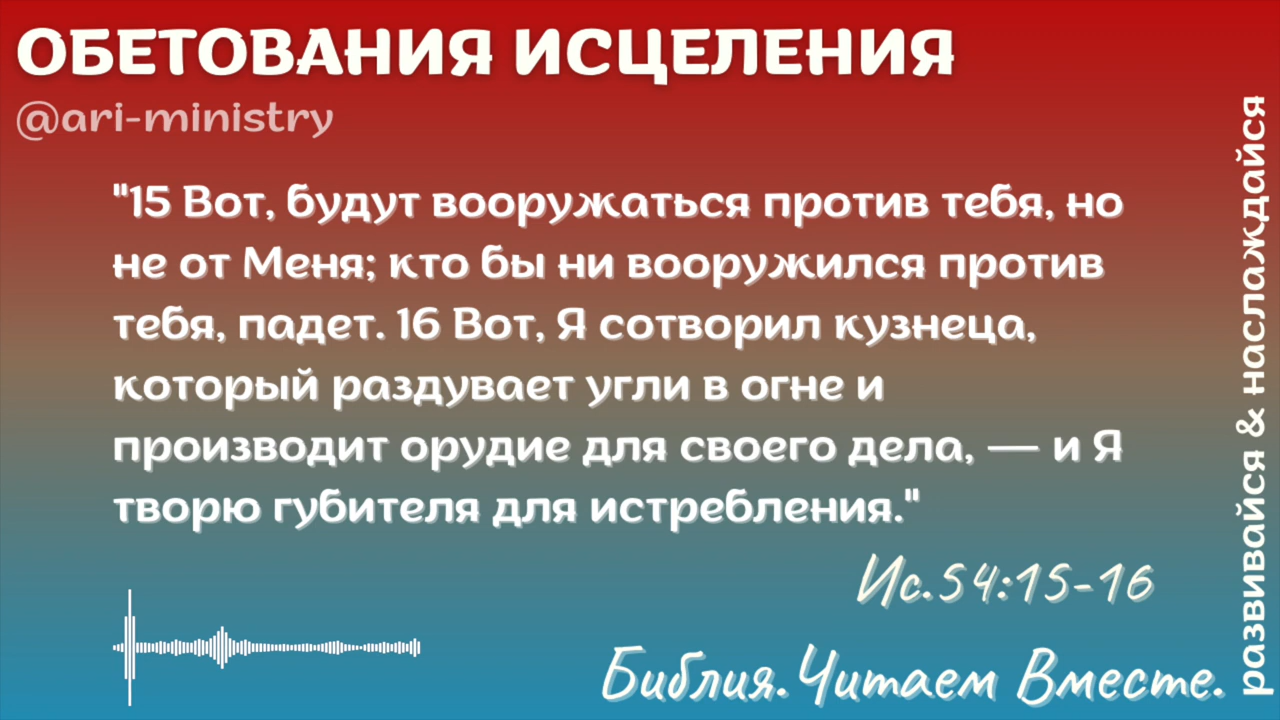 ОБЕТОВАНИЯ ИСЦЕЛЕНИЯ
@ari-ministry
"15 Вот, будут вооружаться против тебя, но
не от Меня; кто бы ни вооружился против
тебя, падет. 16 Вот, Я сотворил кузнеца,
который раздувает угли в огне и
производит орудие для своего дела, — и Я
творю губителя для истребления."
Ис.54:15-16
Библия.Читаем Вместе.
развивайся & наслаждайся